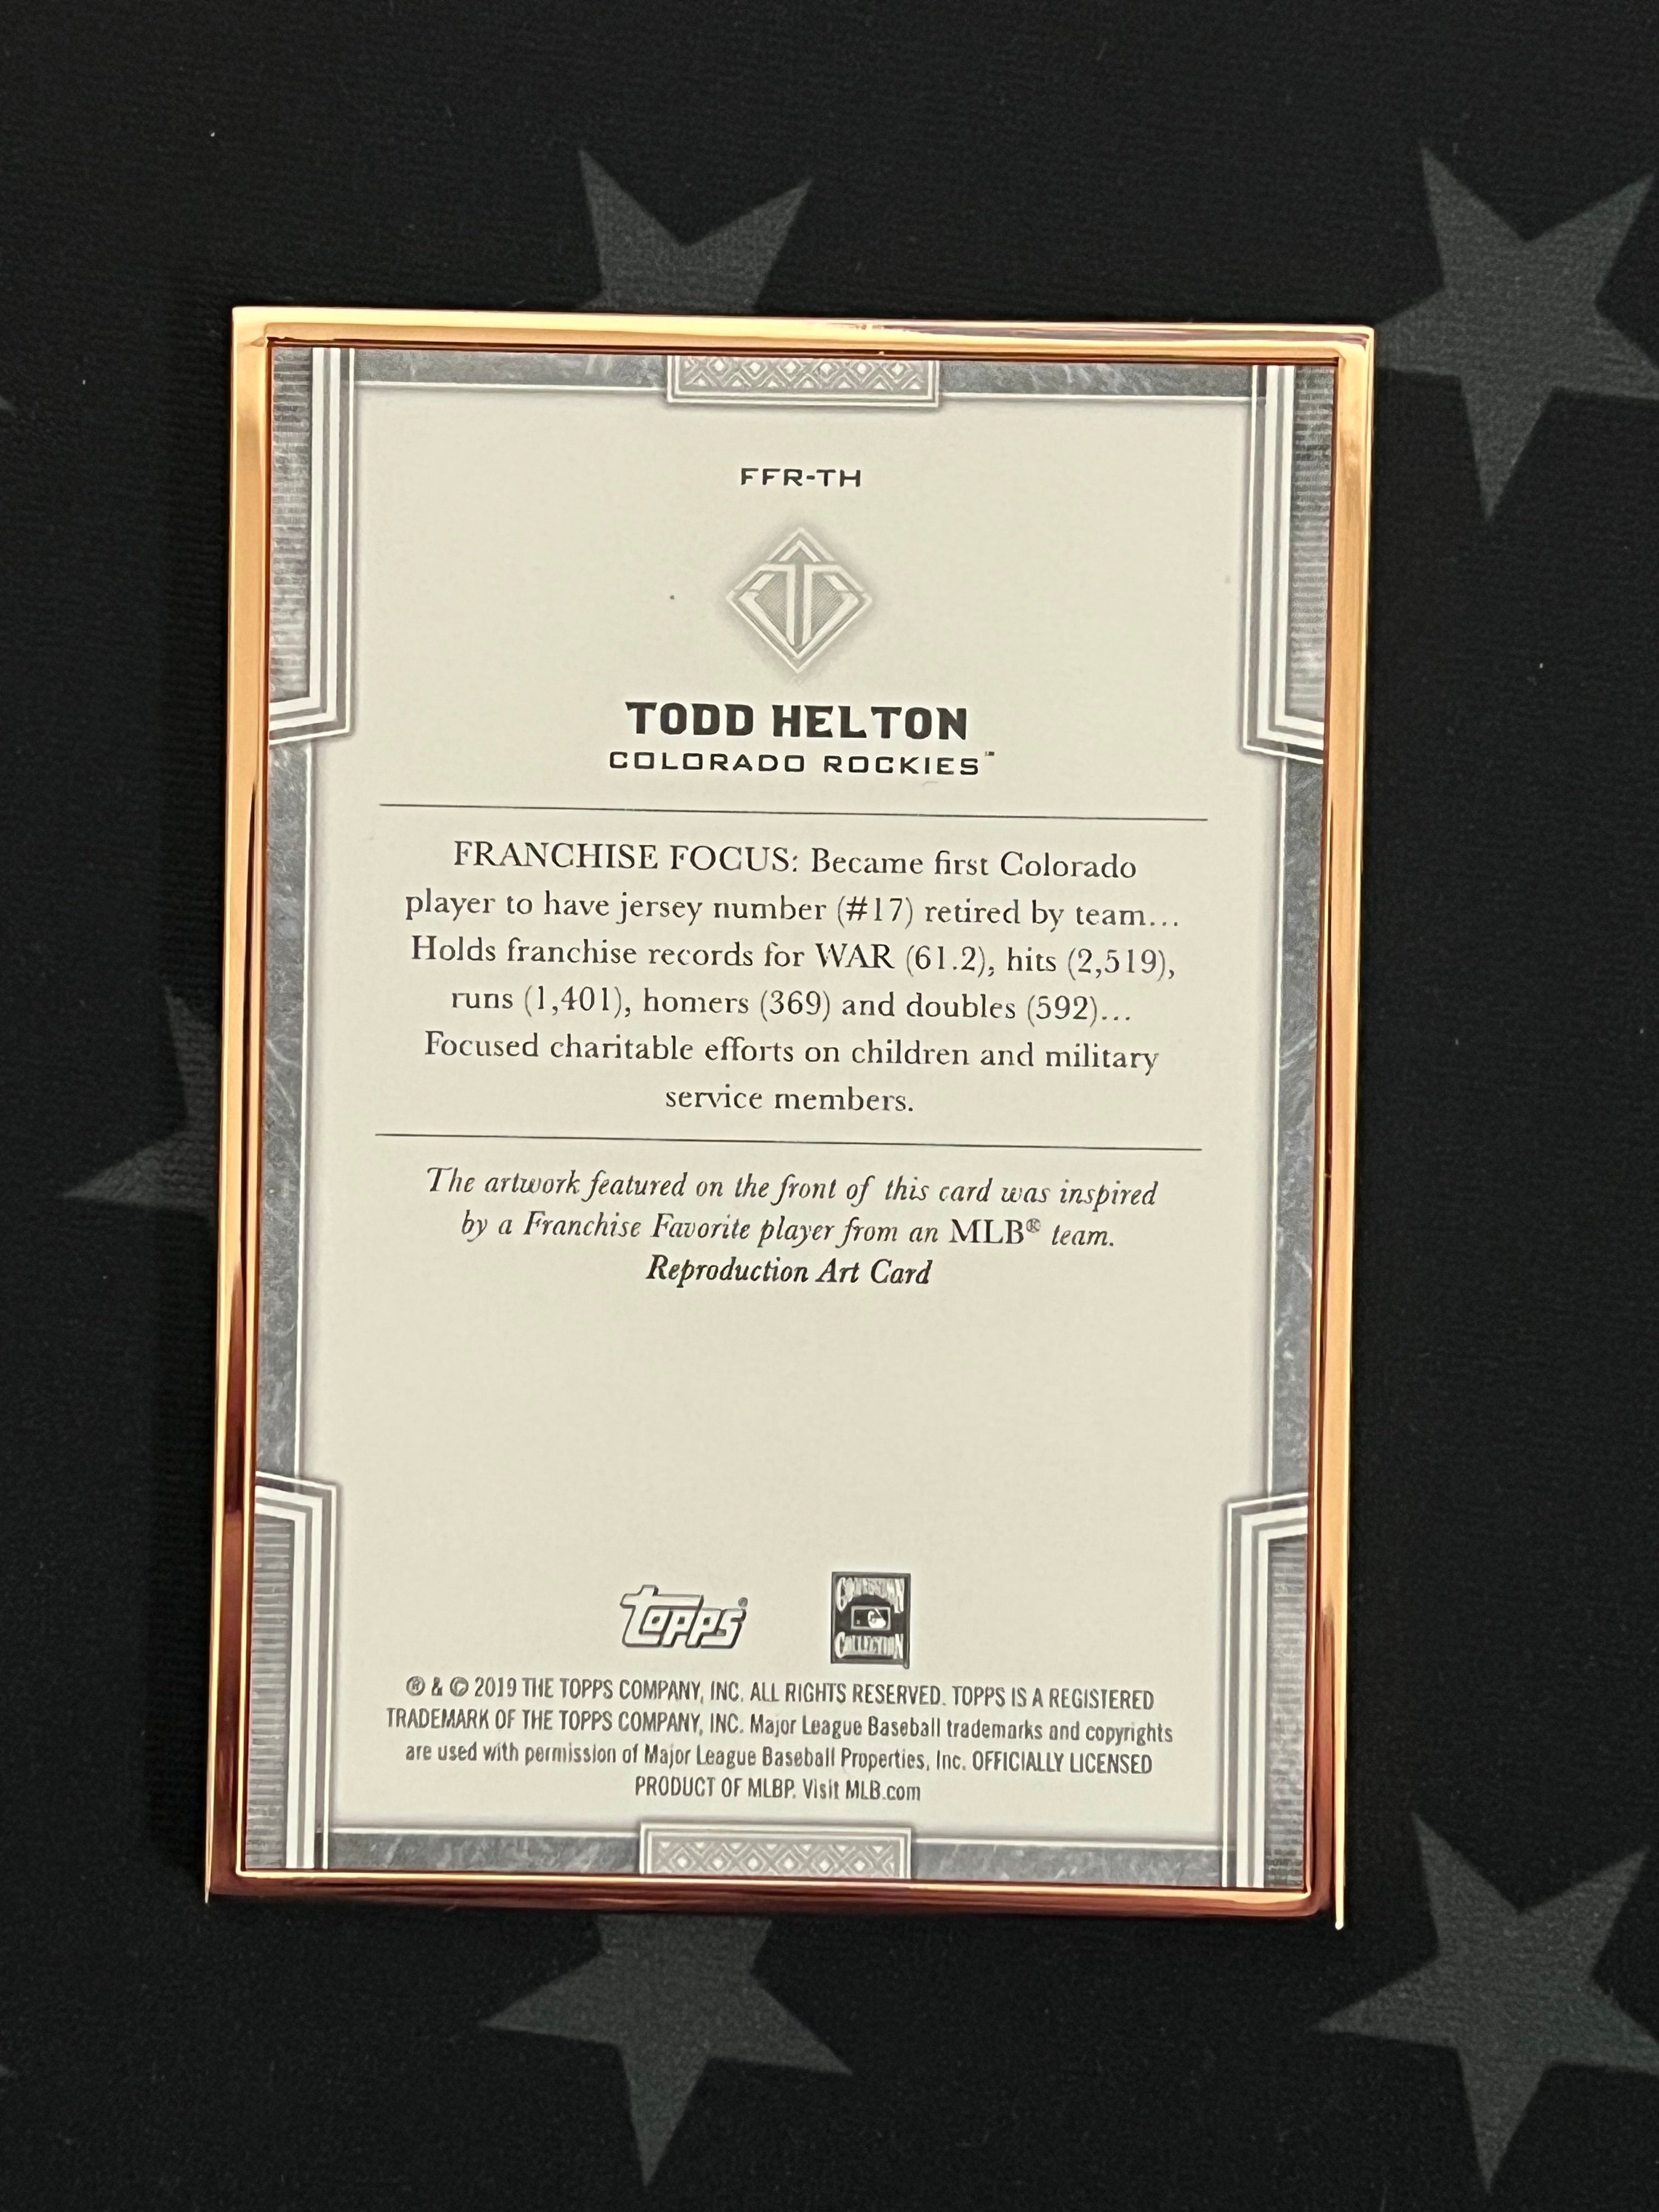 FFR-TH
TODD HELTON
COLORADO ROCKIES™
FRANCHISE FOCUS: Became first Colorado
player to have jersey number (#17) retired by team...
Holds franchise records for WAR (61.2), hits (2,519),
runs (1,401), homers (369) and doubles (592)...
Focused charitable efforts on children and military
service members.
The artwork featured on the front of this card was inspired
by a Franchise Favorite player from an MLB® team.
Reproduction Art Card
topps®
COOPERSTOWN
COLLECTION
® & © 2019 THE TOPPS COMPANY, INC. ALL RIGHTS RESERVED. TOPPS IS A REGISTERED
TRADEMARK OF THE TOPPS COMPANY, INC. Major League Baseball trademarks and copyrights
are used with permission of Major League Baseball Properties, Inc. OFFICIALLY LICENSED
PRODUCT OF MLBP. Visit MLB.com